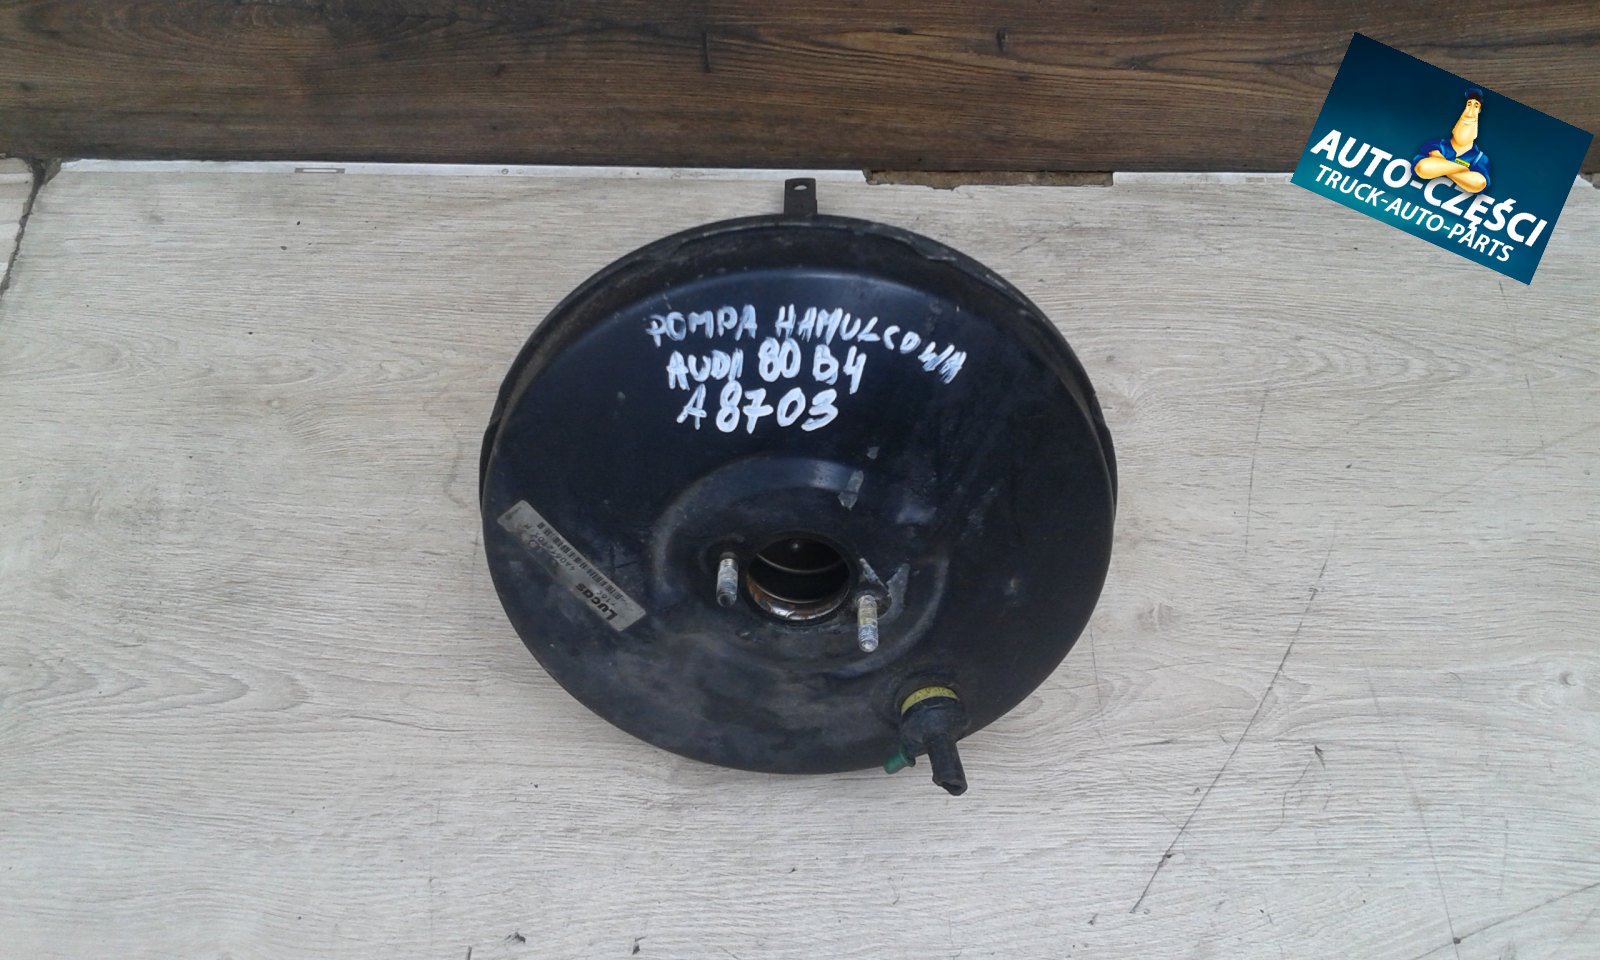 POMPA HAMULCOWA
AUDI 80 B4
A8703
AUTO-CZĘŚCI
TRUCK-AUTO-PARTS
Lucas